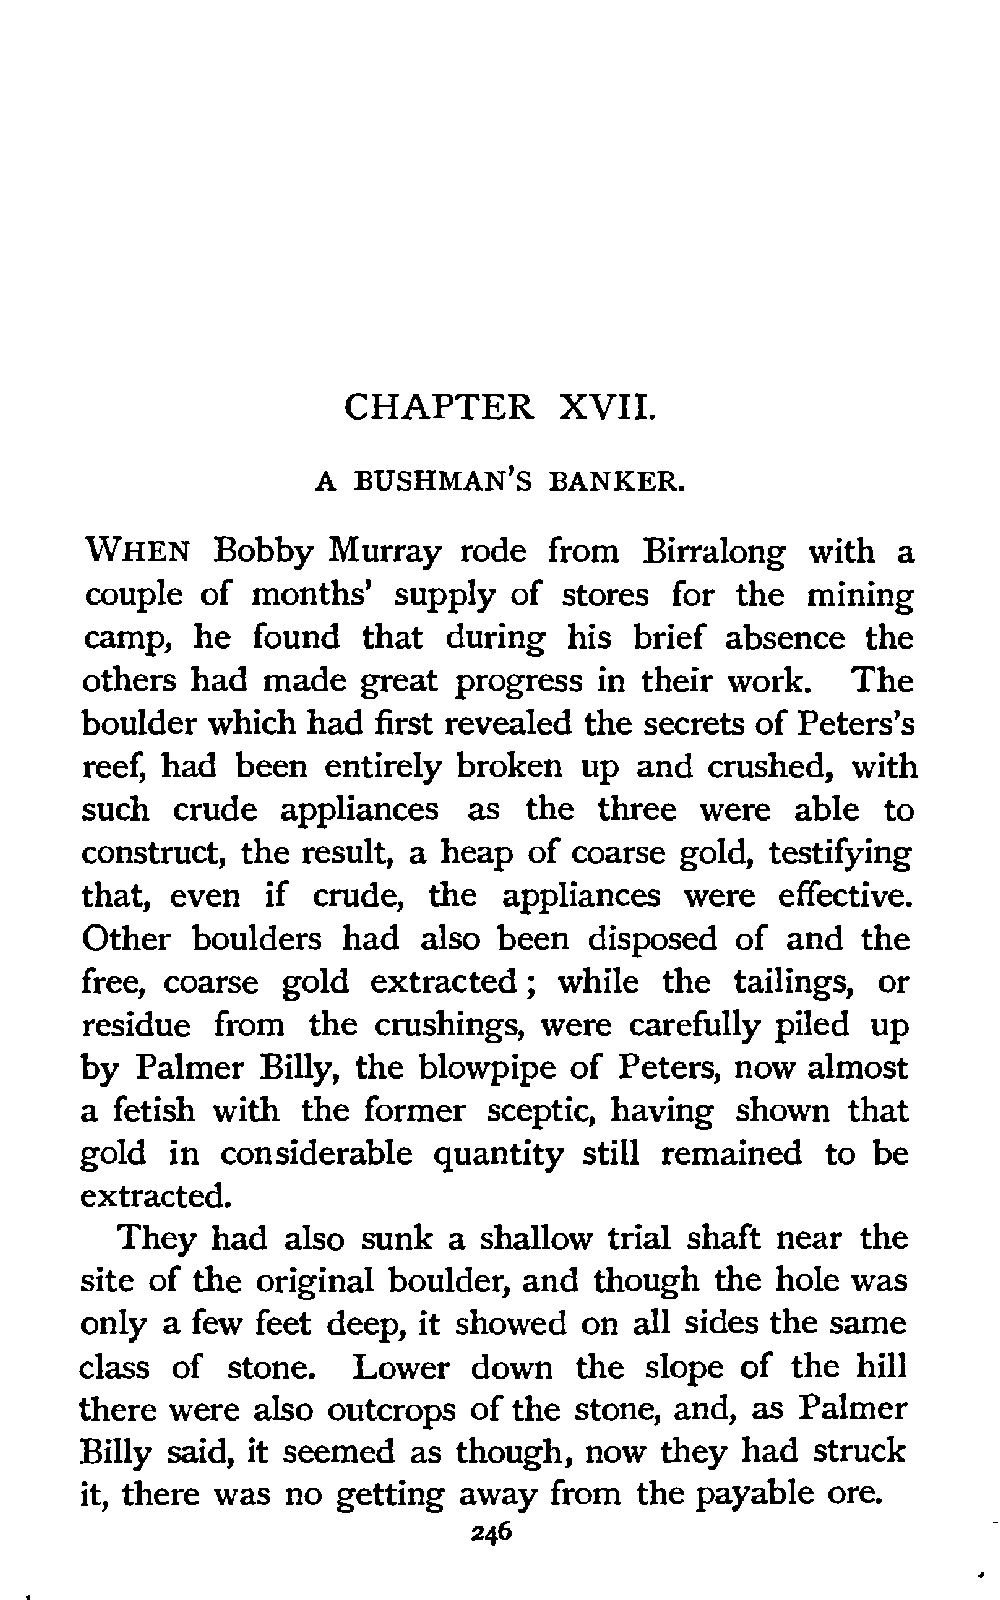 CHAPTER XVII.
A BUSHMAN'S BANKER.
WHEN Bobby Murray rode from Birralong with a
couple of months' supply of stores for the mining
camp, he found that during his brief absence the
others had made great progress in their work. The
boulder which had first revealed the secrets of Peters's
reef, had been entirely broken up and crushed, with
such crude appliances as the three were able to
construct, the result, a heap of coarse gold, testifying
that, even if crude, the appliances were effective.
Other boulders had also been disposed of and the
free, coarse gold extracted; while the tailings, or
residue from the crushings, were carefully piled up
by Palmer Billy, the blowpipe of Peters, now almost
a fetish with the former sceptic, having shown that
gold in considerable quantity still remained to be
extracted.
They had also sunk a shallow trial shaft near the
site of the original boulder, and though the hole was
only a few feet deep, it showed on all sides the same
class of stone. Lower down the slope of the hill
there were also outcrops of the stone, and, as Palmer
Billy said, it seemed as though, now they had struck
it, there was no getting away from the payable ore.
246